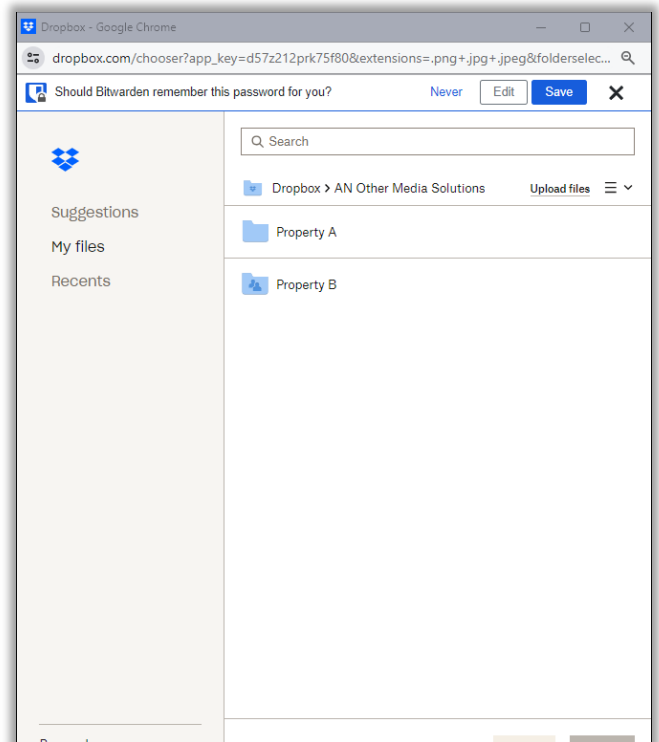 Dropbox - Google Chrome
dropbox.com/chooser?app_key=d57z212prk75f80&extensions=.png+.jpg+.jpeg&folderselec...
Should Bitwarden remember this password for you? Never Edit Save
Search
Dropbox > AN Other Media Solutions Upload files
Suggestions
My files
Recents
Property A
Property B